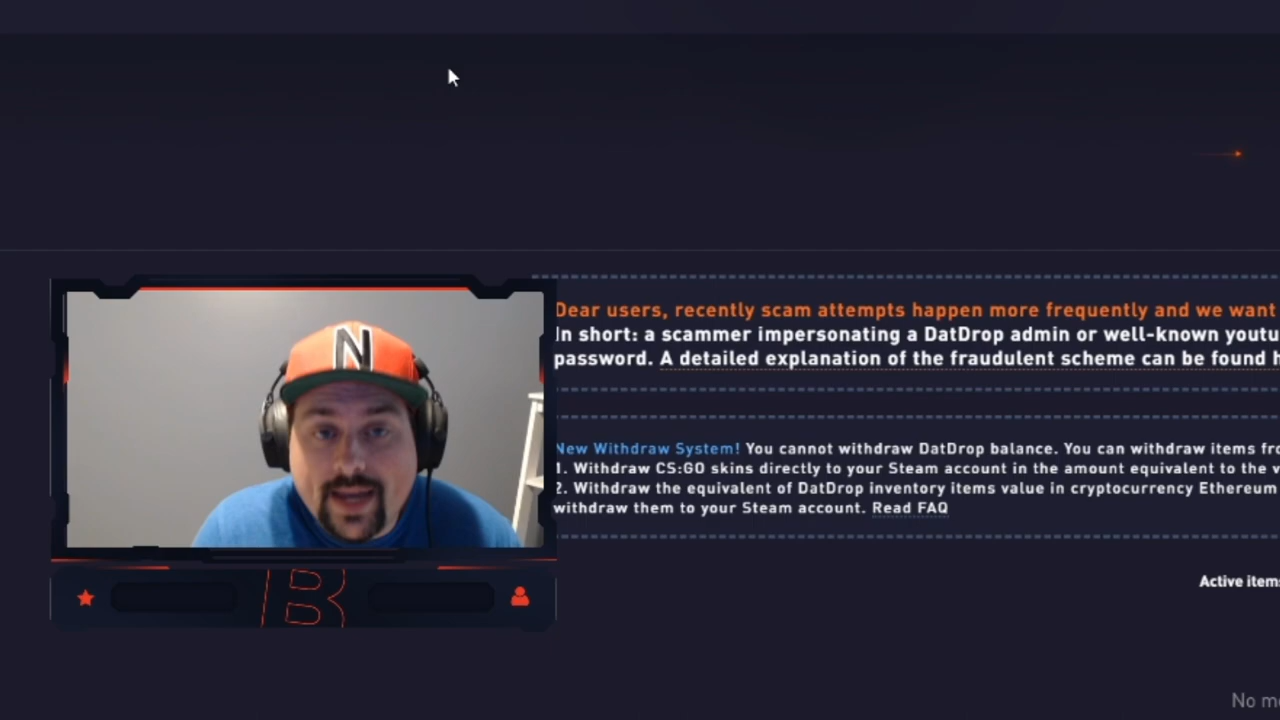 Dear users, recently scam attempts happen more frequently and we want
In short: a scammer impersonating a DatDrop admin or well-known youtu
password. A detailed explanation of the fraudulent scheme can be found h
N
New Withdraw System! You cannot withdraw DatDrop balance. You can withdraw items fro
1. Withdraw CS:GO skins directly to your Steam account in the amount equivalent to the v
2. Withdraw the equivalent of DatDrop inventory items value in cryptocurrency Ethereum
withdraw them to your Steam account. Read FAQ
Active items
B
No m